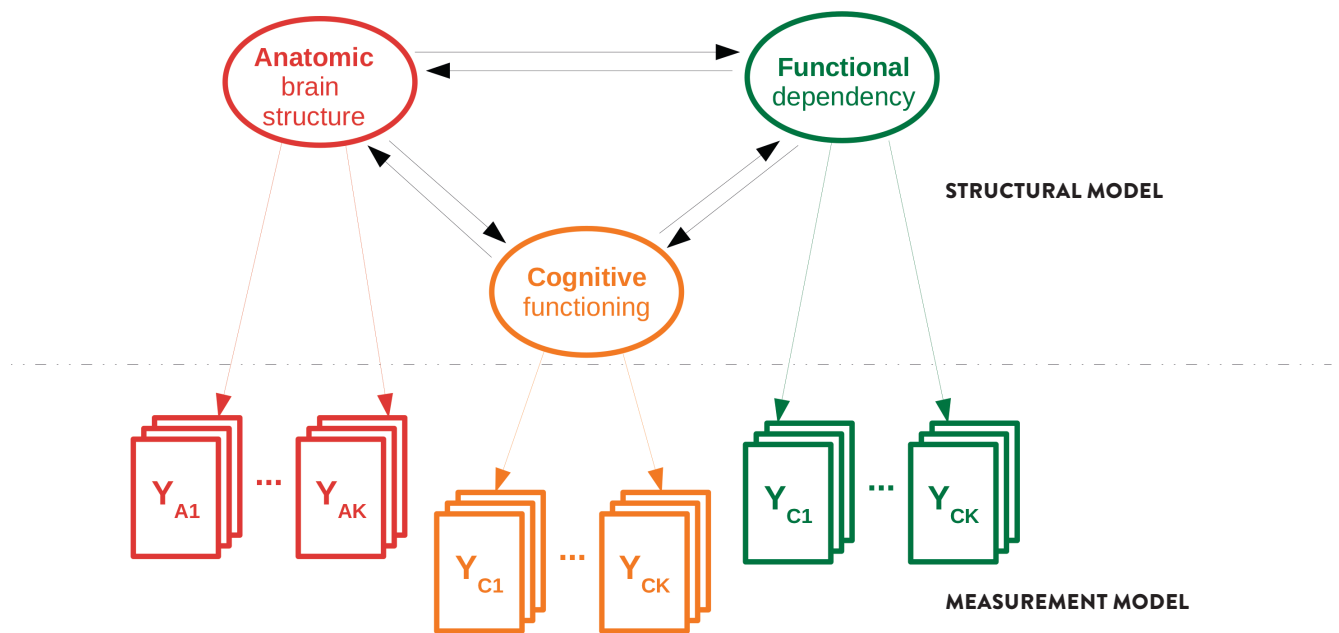 Anatomic
brain
structure
Functional
dependency
STRUCTURAL MODEL
Cognitive
functioning
Y A1
...
Y AK
Y C1
...
Y CK
Y C1
...
Y CK
MEASUREMENT MODEL